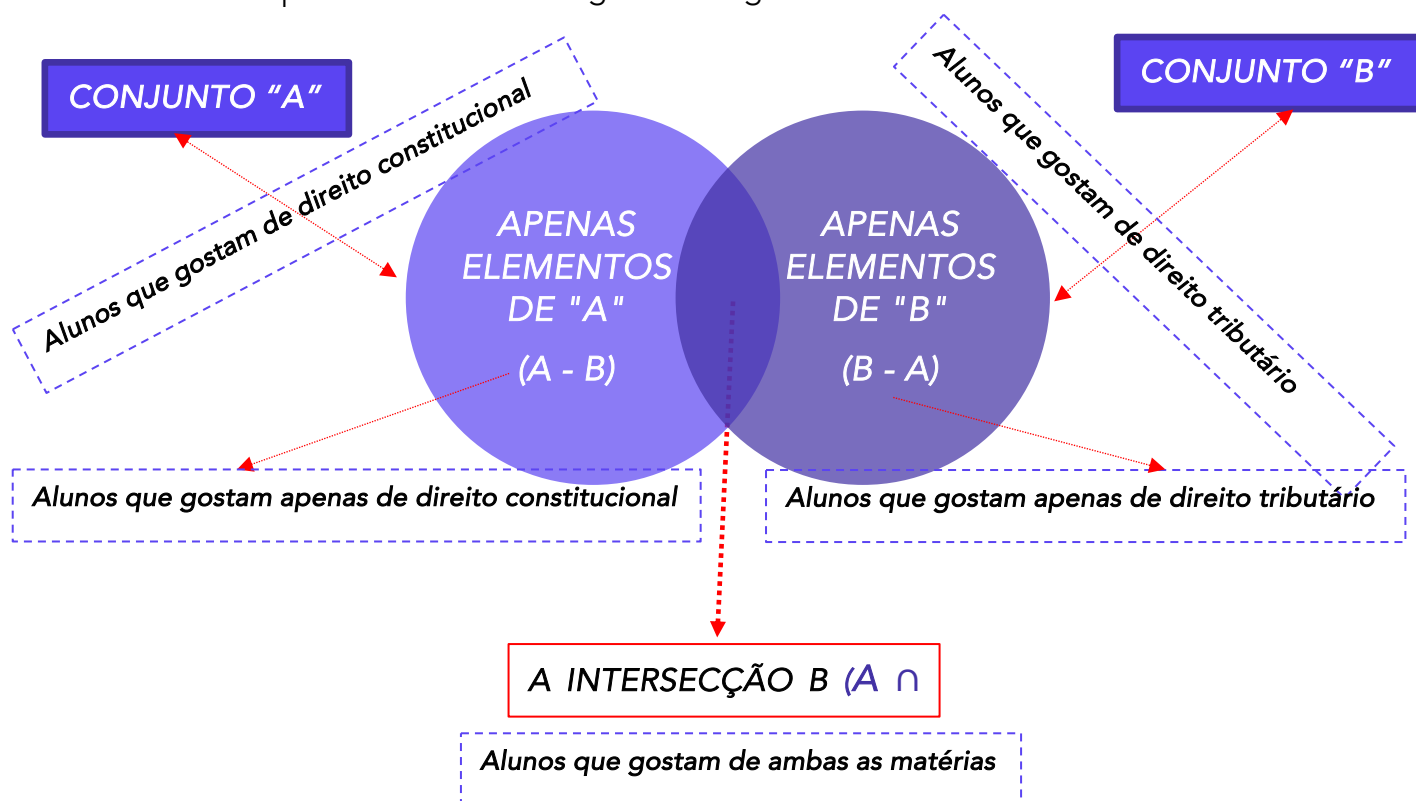 CONJUNTO “A”
CONJUNTO “B”
Alunos que gostam de direito constitucional
Alunos que gostam de direito tributário
APENAS
ELEMENTOS
DE "A"
(A - B)
APENAS
ELEMENTOS
DE "B"
(B - A)
Alunos que gostam apenas de direito constitucional
Alunos que gostam apenas de direito tributário
A INTERSECÇÃO B (A ∩
Alunos que gostam de ambas as matérias